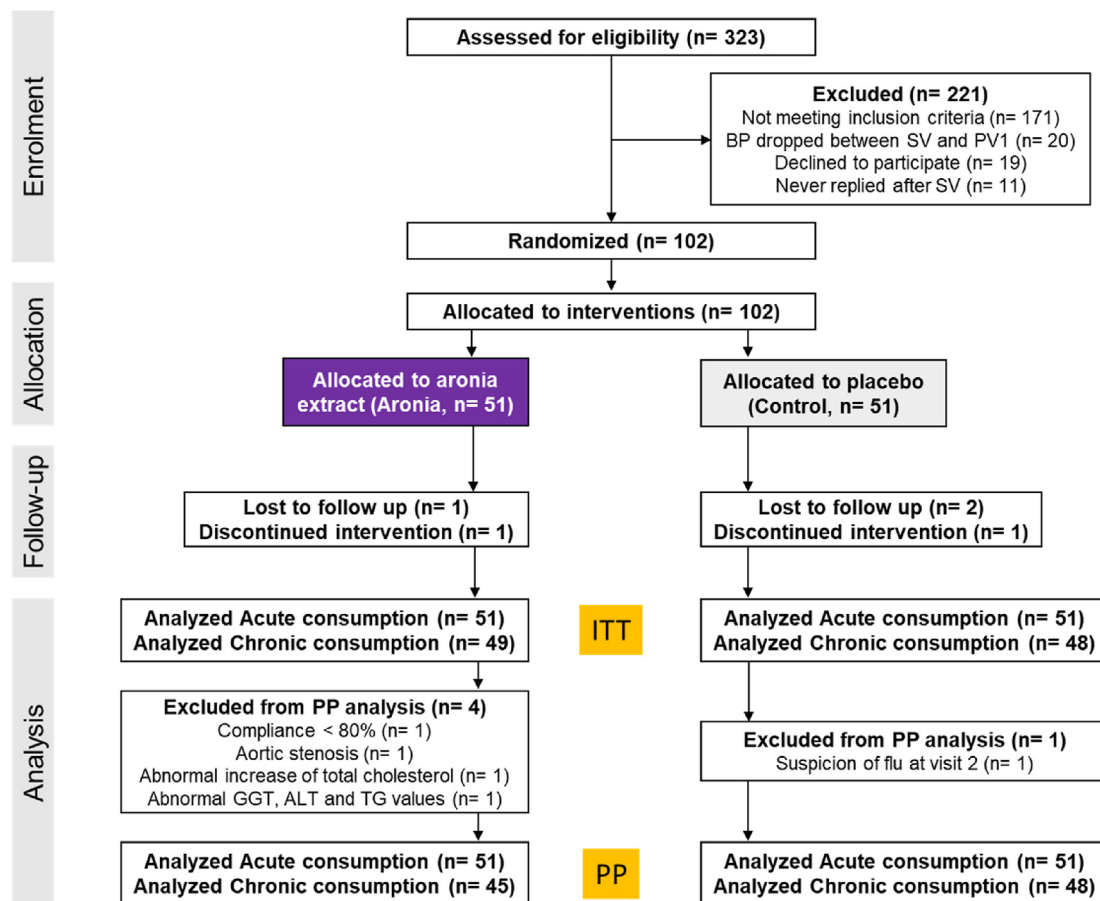 Enrolment
Assessed for eligibility (n= 323)
Excluded (n= 221)
Not meeting inclusion criteria (n= 171)
BP dropped between SV and PV1 (n= 20)
Declined to participate (n= 19)
Never replied after SV (n= 11)
Randomized (n= 102)
Allocation
Allocated to interventions (n= 102)
Allocated to aronia
extract (Aronia, n= 51)
Allocated to placebo
(Control, n= 51)
Follow-up
Lost to follow up (n= 1)
Discontinued intervention (n= 1)
Lost to follow up (n= 2)
Discontinued intervention (n= 1)
Analysis
Analyzed Acute consumption (n= 51)
Analyzed Chronic consumption (n= 49)
ITT
Analyzed Acute consumption (n= 51)
Analyzed Chronic consumption (n= 48)
Excluded from PP analysis (n= 4)
Compliance < 80% (n= 1)
Aortic stenosis (n= 1)
Abnormal increase of total cholesterol (n= 1)
Abnormal GGT, ALT and TG values (n= 1)
Excluded from PP analysis (n= 1)
Suspicion of flu at visit 2 (n= 1)
Analyzed Acute consumption (n= 51)
Analyzed Chronic consumption (n= 45)
PP
Analyzed Acute consumption (n= 51)
Analyzed Chronic consumption (n= 48)